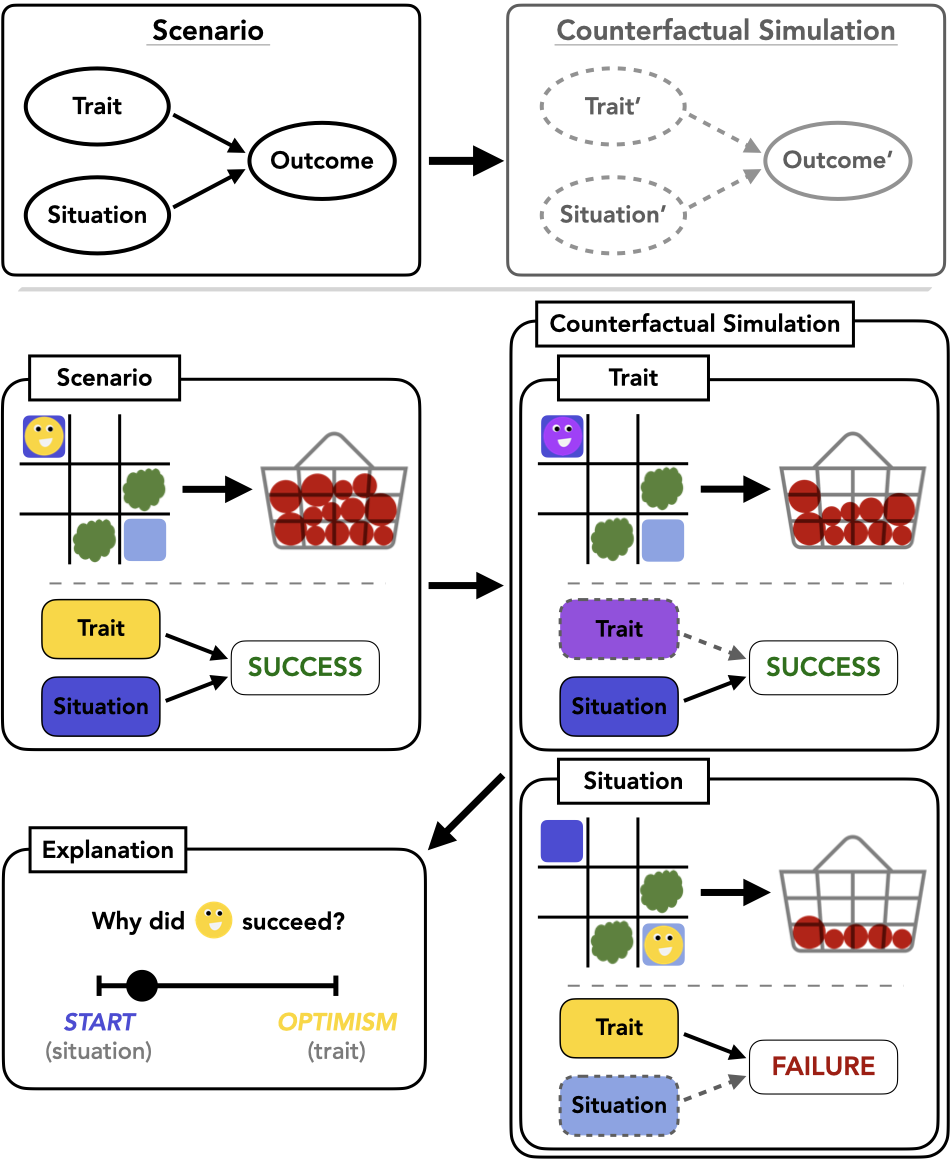 Scenario
Trait
Situation
Outcome
Counterfactual Simulation
Trait’
Situation’
Outcome’
Scenario
Trait
Situation
SUCCESS
Counterfactual Simulation
Trait
Trait
Situation
SUCCESS
Situation
Trait
Situation
FAILURE
Explanation
Why did succeed?
START
(situation)
OPTIMISM
(trait)